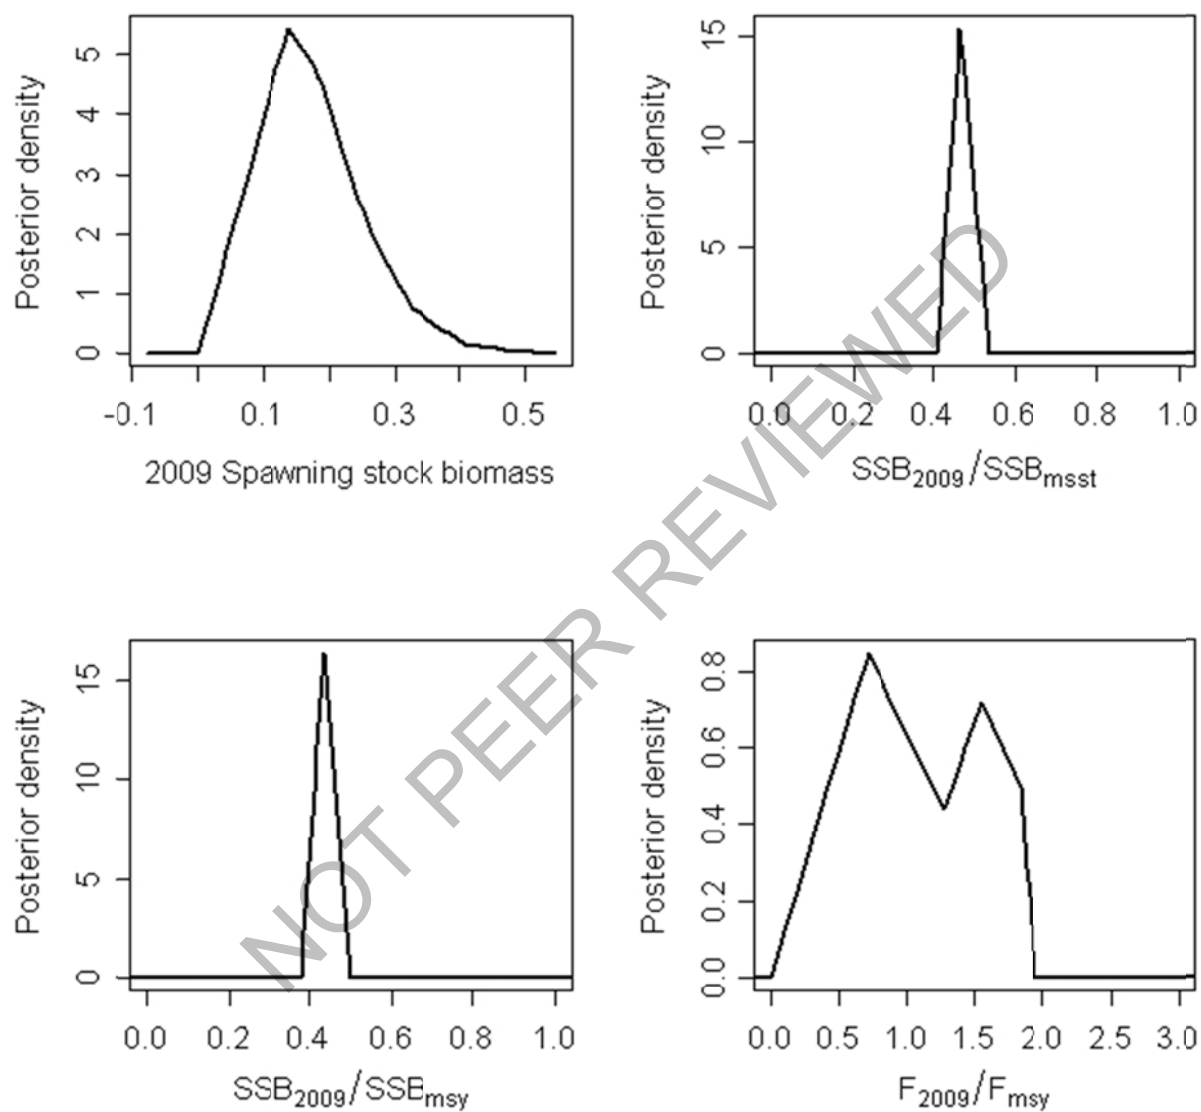 Posterior density
5
4
3
2
1
0
-0.1 0.1 0.3 0.5
2009 Spawning stock biomass
Posterior density
15
10
5
0
0.0 0.2 0.4 0.6 0.8 1.0
SSB2009/SSBmsst
NOT PEER REVIEWED
Posterior density
15
10
5
0
0.0 0.2 0.4 0.6 0.8 1.0
SSB2009/SSBmsy
Posterior density
0.8
0.6
0.4
0.2
0.0
0.0 0.5 1.0 1.5 2.0 2.5 3.0
F2009/Fmsy